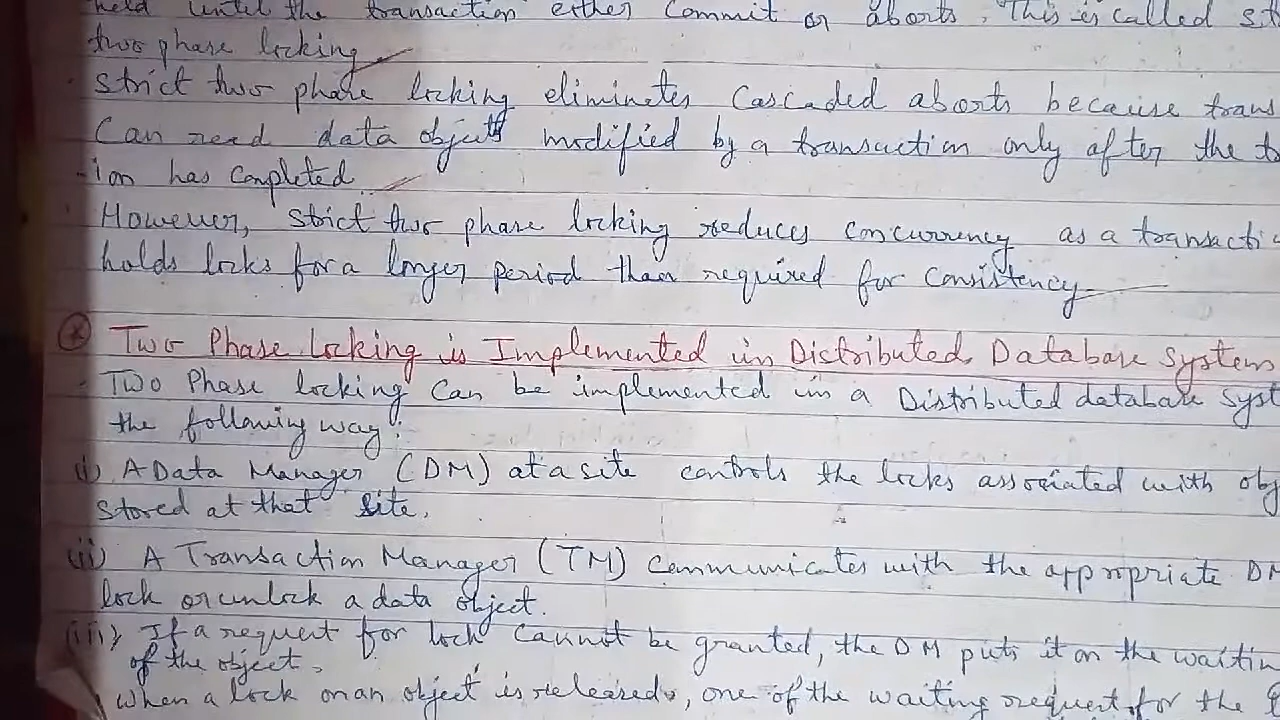 held until the transaction either Commit or aborts. This is called
two phase locking
· Strict two phase locking eliminates Cascaded aborts because trans
Can read data objects modified by a transaction only after the t
-ion has completed
· However, Strict two phase locking reduces concurrency as a transacti
holds locks for a longer period than required for Consistency
* Two Phase Locking is Implemented in Distributed Database System
· Two Phase locking Can be implemented in a Distributed database Syst
the following way:
i) A Data Manager (DM) at a site controls the locks associated with obj
stored at that Site.
ii) A Transaction Manager (TM) Communicates with the appropriate DM
lock or unlock a data object.
(iii) If a request for lock cannot be granted, the DM puts it on the waitin
of the object.
When a lock on an object is released, one of the waiting request for the